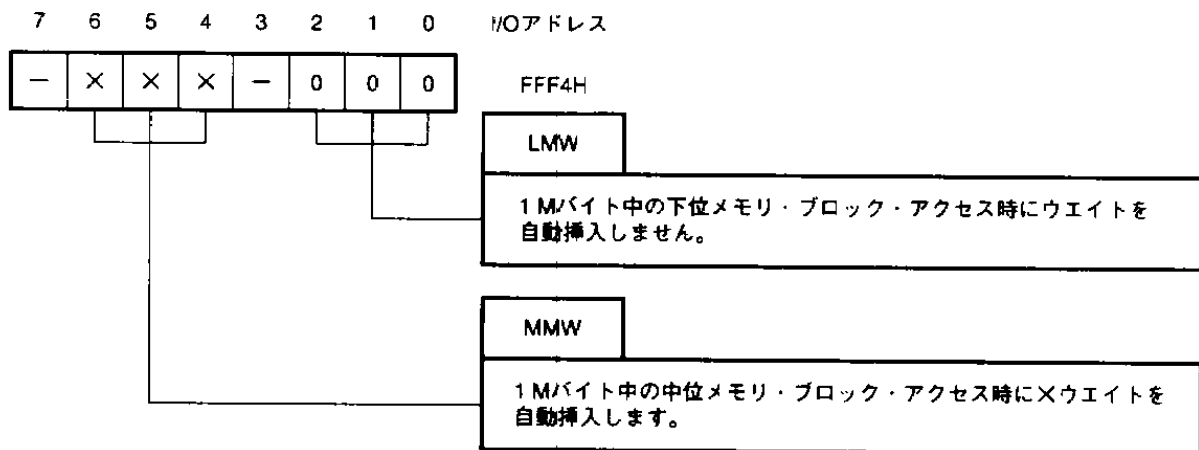 7 6 5 4 3 2 1 0 I/Oアドレス
- × × × - 0 0 0 FFF4H
LMW
1Mバイト中の下位メモリ・ブロック・アクセス時にウエイトを
自動挿入しません。
MMW
1Mバイト中の中位メモリ・ブロック・アクセス時に×ウエイトを
自動挿入します。